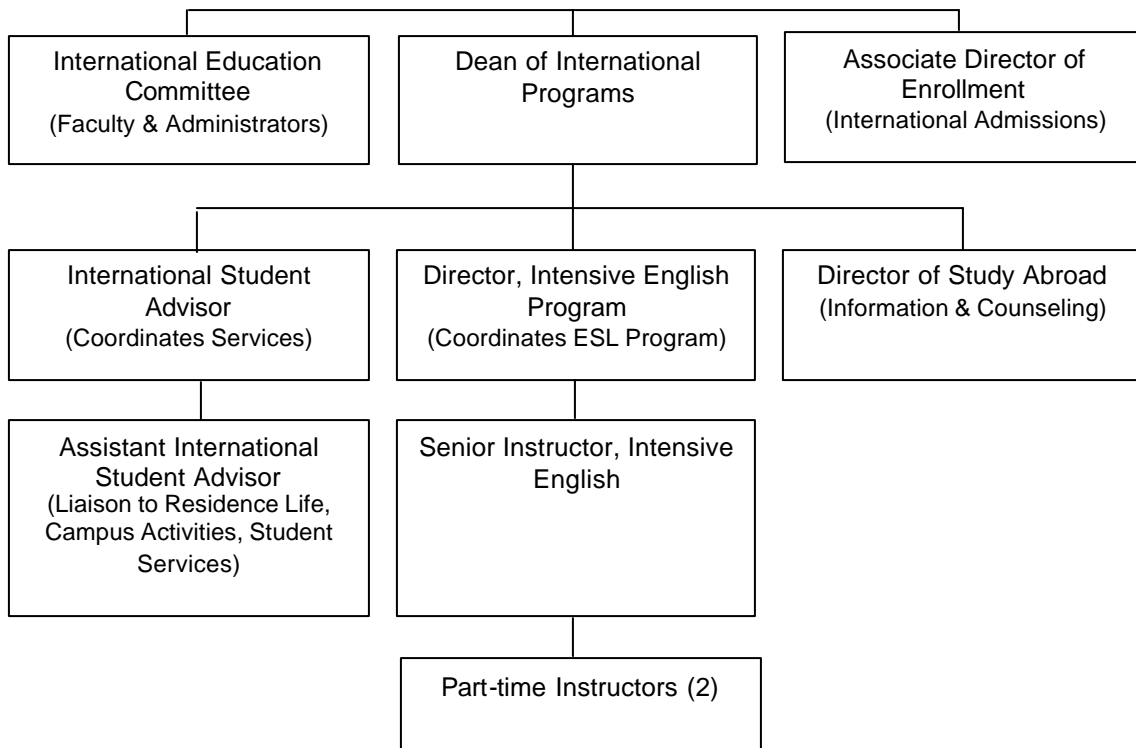 International Education
Committee
(Faculty & Administrators)
Dean of International
Programs
Associate Director of
Enrollment
(International Admissions)
International Student
Advisor
(Coordinates Services)
Director, Intensive English
Program
(Coordinates ESL Program)
Director of Study Abroad
(Information & Counseling)
Assistant International
Student Advisor
(Liaison to Residence Life,
Campus Activities, Student
Services)
Senior Instructor, Intensive
English
Part-time Instructors (2)